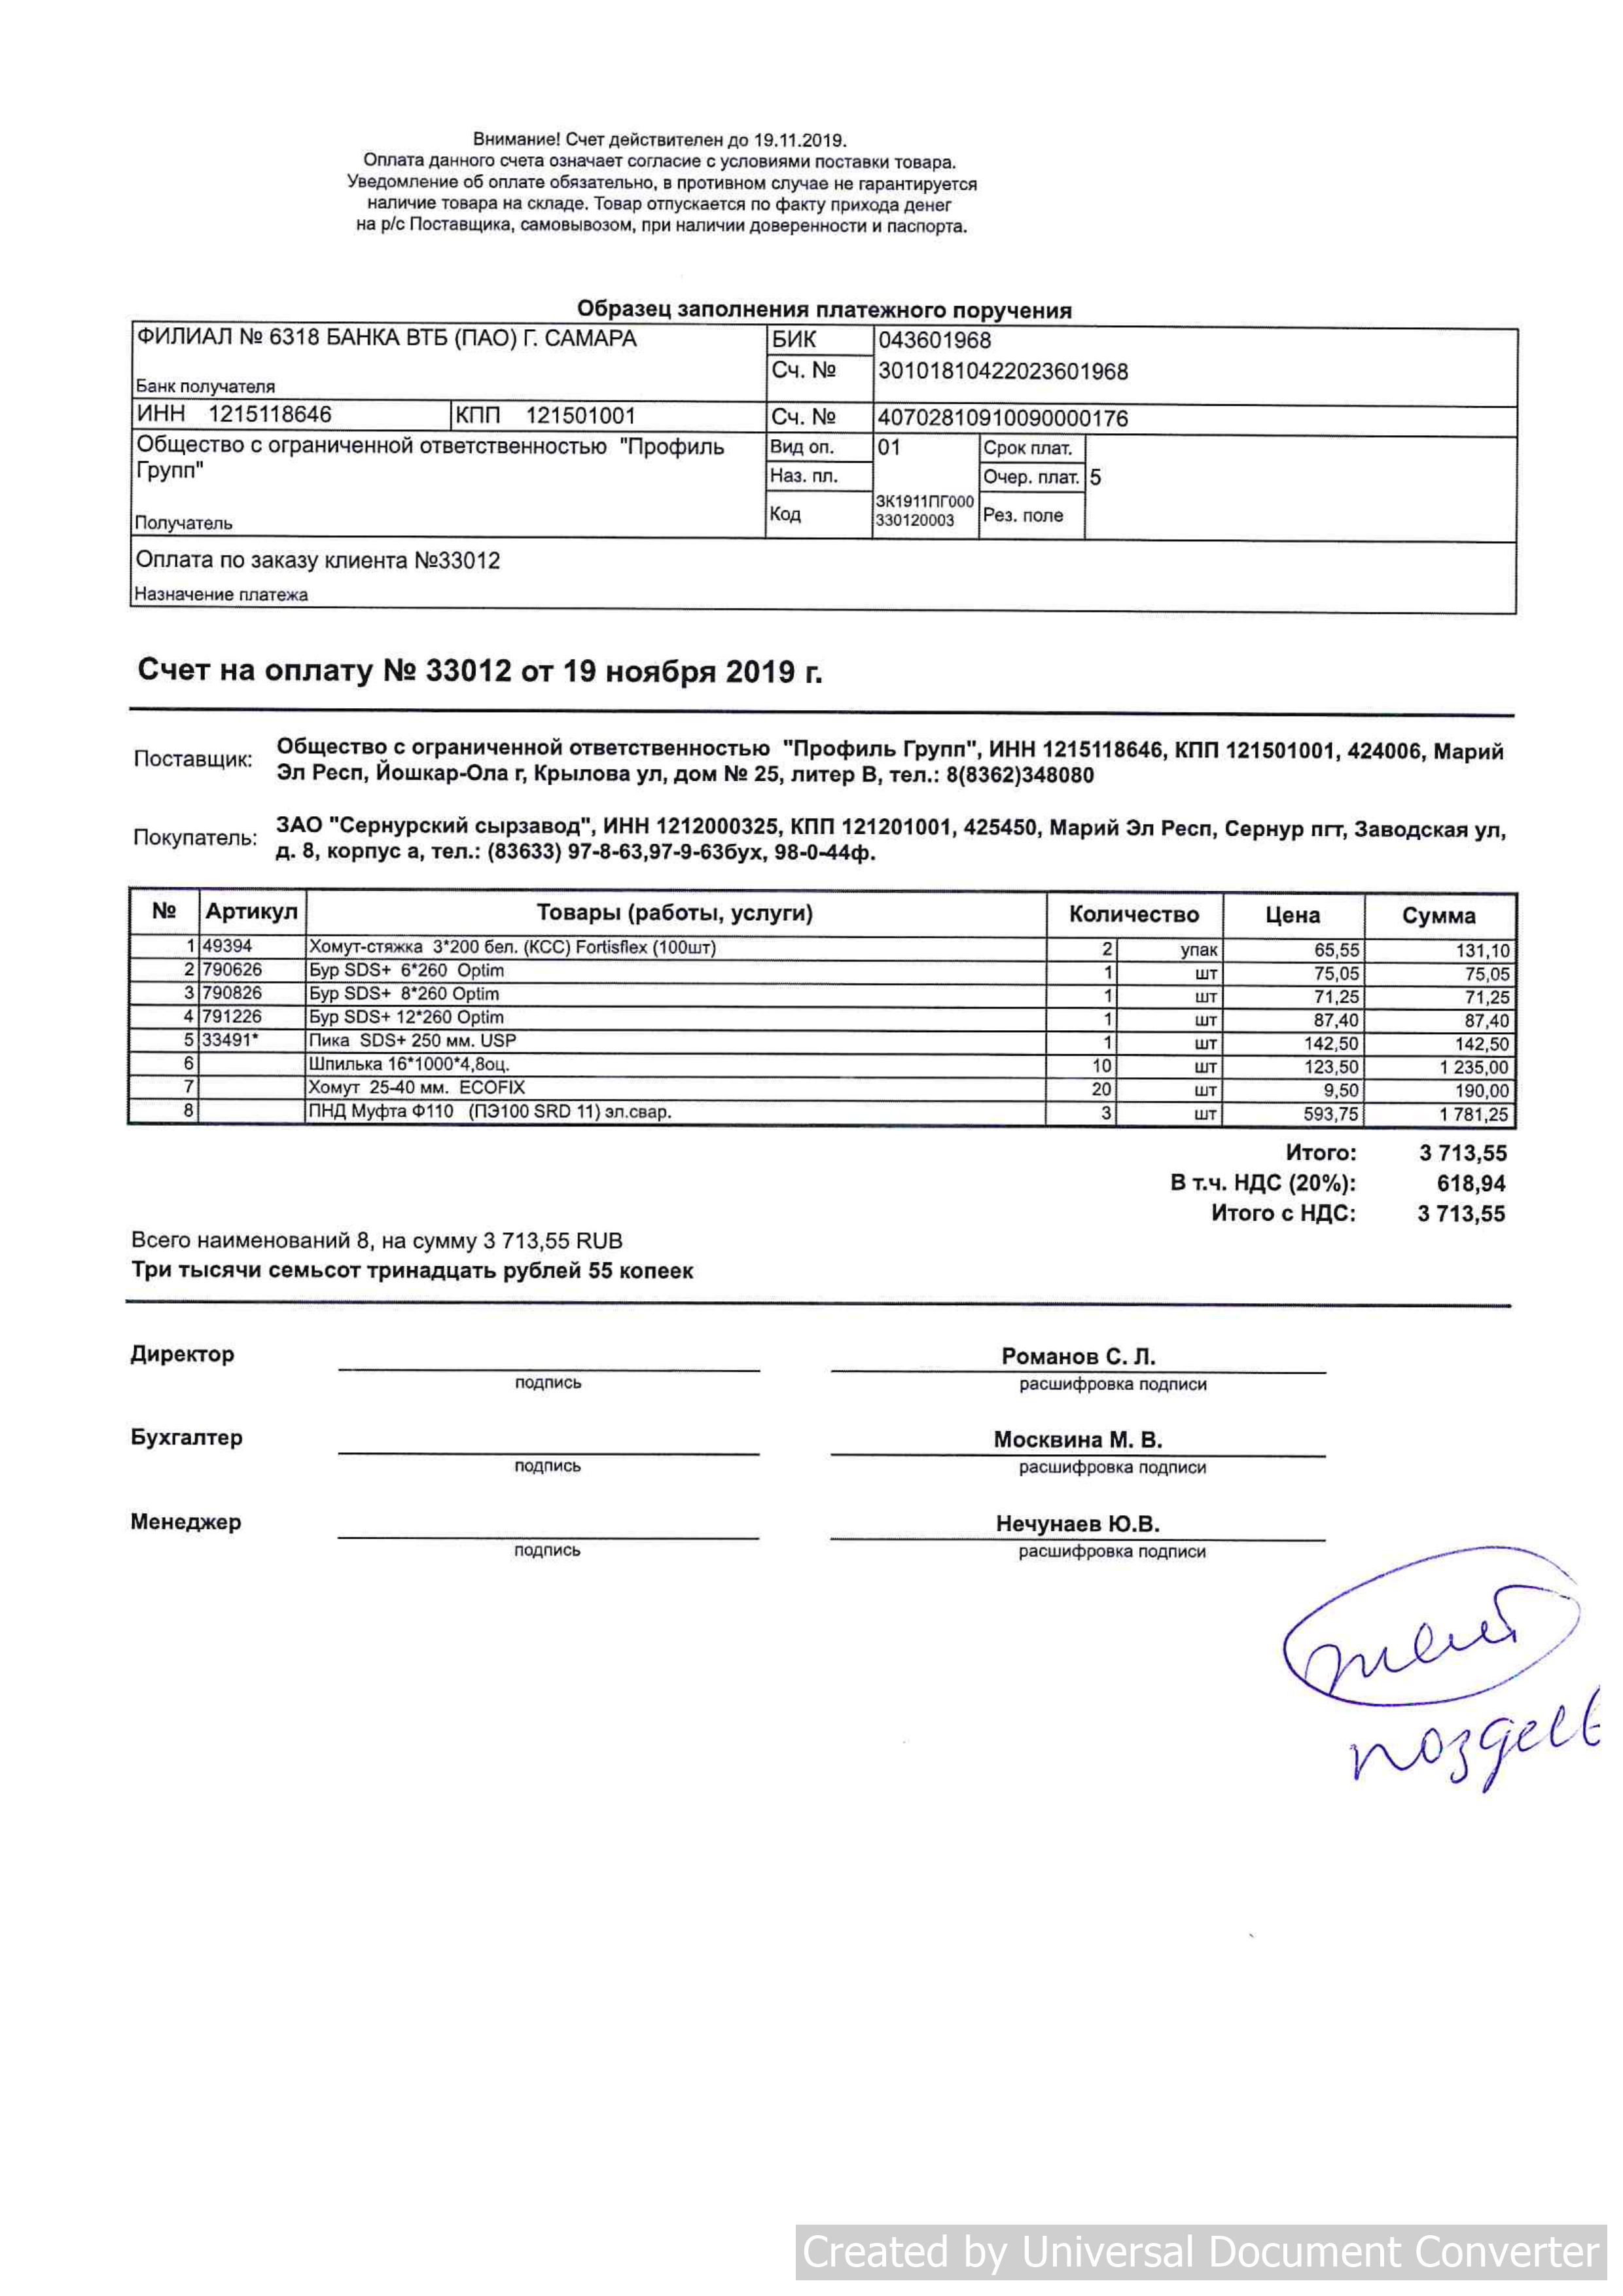 Внимание! Счет действителен до 19.11.2019.
Оплата данного счета означает согласие с условиями поставки товара.
Уведомление об оплате обязательно, в противном случае не гарантируется
наличие товара на складе. Товар отпускается по факту прихода денег
на р/с Поставщика, самовывозом, при наличии доверенности и паспорта.
Образец заполнения платежного поручения
ФИЛИАЛ № 6318 БАНКА ВТБ (ПАО) Г. САМАРА БИК 043601968
Сч. № 30101810422023601968
Банк получателя
ИНН 1215118646 КПП 121501001 Сч. № 40702810910090000176
Общество с ограниченной ответственностью "Профиль Вид оп. 01 Срок плат.
Групп" Наз. пл. Очер. плат. 5
Получатель Код ЗК1911ПГ000 Рез. поле
330120003
Оплата по заказу клиента №33012
Назначение платежа
Счет на оплату № 33012 от 19 ноября 2019 г.
Поставщик: Общество с ограниченной ответственностью "Профиль Групп", ИНН 1215118646, КПП 121501001, 424006, Марий
Эл Респ, Йошкар-Ола г, Крылова ул, дом № 25, литер В, тел.: 8(8362)348080
Покупатель: ЗАО "Сернурский сырзавод", ИНН 1212000325, КПП 121201001, 425450, Марий Эл Респ, Сернур пгт, Заводская ул,
д. 8, корпус а, тел.: (83633) 97-8-63,97-9-63бух, 98-0-44ф.
№ Артикул Товары (работы, услуги) Количество Цена Сумма
1 49394 Хомут-стяжка 3*200 бел. (КСС) Fortisflex (100шт) 2 упак 65,55 131,10
2 790626 Бур SDS+ 6*260 Optim 1 шт 75,05 75,05
3 790826 Бур SDS+ 8*260 Optim 1 шт 71,25 71,25
4 791226 Бур SDS+ 12*260 Optim 1 шт 87,40 87,40
5 33491* Пика SDS+ 250 мм. USP 1 шт 142,50 142,50
6 Шпилька 16*1000*4,8оц. 10 шт 123,50 1 235,00
7 Хомут 25-40 мм. ECOFIX 20 шт 9,50 190,00
8 ПНД Муфта Ф110 (ПЭ100 SRD 11) эл.свар. 3 шт 593,75 1 781,25
Итого: 3 713,55
В т.ч. НДС (20%): 618,94
Итого с НДС: 3 713,55
Всего наименований 8, на сумму 3 713,55 RUB
Три тысячи семьсот тринадцать рублей 55 копеек
Директор Романов С. Л.
подпись расшифровка подписи
Бухгалтер Москвина М. В.
подпись расшифровка подписи
Менеджер Нечунаев Ю.В.
подпись расшифровка подписи
Created by Universal Document Converter